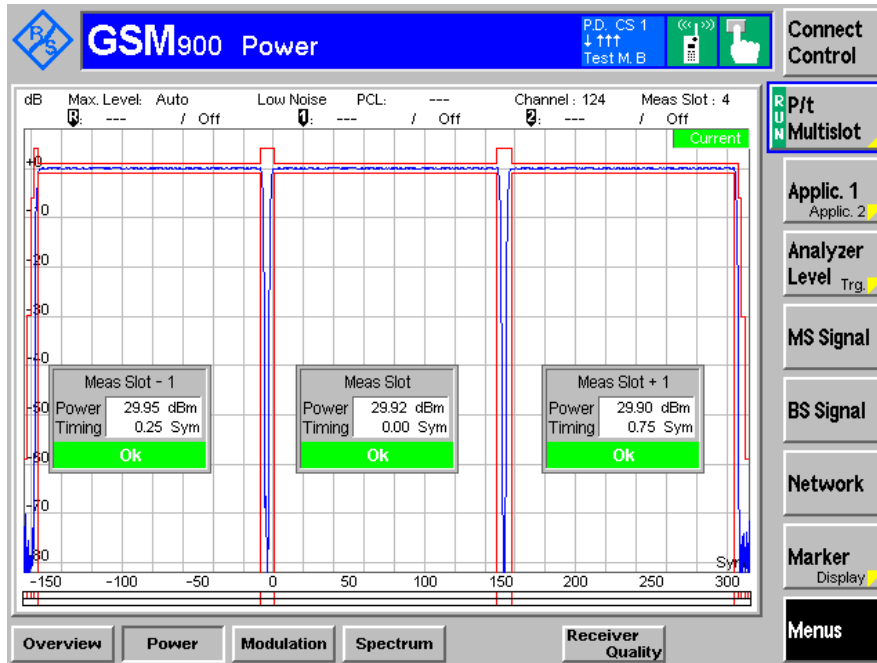 R/S
GSM900 Power
P.D. CS 1
↓ ↑↑↑
Test M. B
Connect Control
dB Max. Level: Auto Low Noise PCL: --- Channel : 124 Meas Slot : 4
R: --- / Off 1: --- / Off 2: --- / Off
Current
RUN
P/t Multislot
Applic. 1
Applic. 2
Analyzer Level Trg.
MS Signal
BS Signal
Network
Marker
Display
Menus
+0
-10
-20
-30
-40
-50
-60
-70
-80
Meas Slot - 1
Power 29.95 dBm
Timing 0.25 Sym
Ok
Meas Slot
Power 29.92 dBm
Timing 0.00 Sym
Ok
Meas Slot + 1
Power 29.90 dBm
Timing 0.75 Sym
Ok
-150 -100 -50 0 50 100 150 200 250 300
Overview Power Modulation Spectrum Receiver Quality